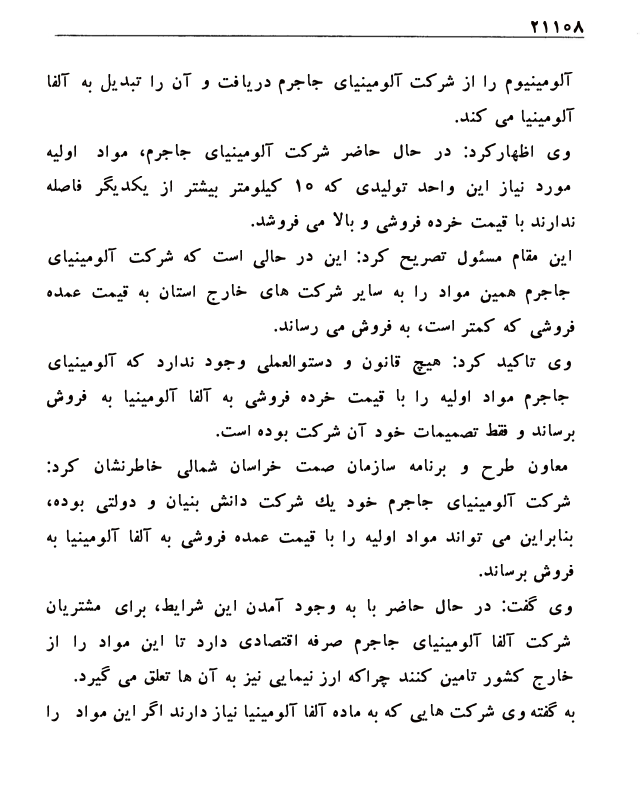 ۲۱۱۰۸
آلومینیوم را از شرکت آلومینیای جاجرم دریافت و آن را تبدیل به آلفا
آلومینیا می کند.
وی اظهارکرد: در حال حاضر شرکت آلومینیای جاجرم، مواد اولیه
مورد نیاز این واحد تولیدی که ۱۵ کیلومتر بیشتر از یکدیگر فاصله
ندارند با قیمت خرده فروشی و بالا می فروشد.
این مقام مسئول تصریح کرد: این در حالی است که شرکت آلومینیای
جاجرم همین مواد را به سایر شرکت های خارج استان به قیمت عمده
فروشی که کمتر است، به فروش می رساند.
وی تاکید کرد: هیچ قانون و دستوالعملی وجود ندارد که آلومینیای
جاجرم مواد اولیه را با قیمت خرده فروشی به آلفا آلومینیا به فروش
برساند و فقط تصمیمات خود آن شرکت بوده است.
معاون طرح و برنامه سازمان صمت خراسان شمالی خاطرنشان کرد:
شرکت آلومینیای جاجرم خود یك شرکت دانش بنیان و دولتی بوده،
بنابراین می تواند مواد اولیه را با قیمت عمده فروشی به آلفا آلومینیا به
فروش برساند.
وی گفت: در حال حاضر با به وجود آمدن این شرایط، برای مشتریان
شرکت آلفا آلومینیای جاجرم صرفه اقتصادی دارد تا این مواد را از
خارج کشور تامین کنند چراکه ارز نیمایی نیز به آن ها تعلق می گیرد.
به گفته وی شرکت هایی که به ماده آلفا آلومینیا نیاز دارند اگر این مواد را